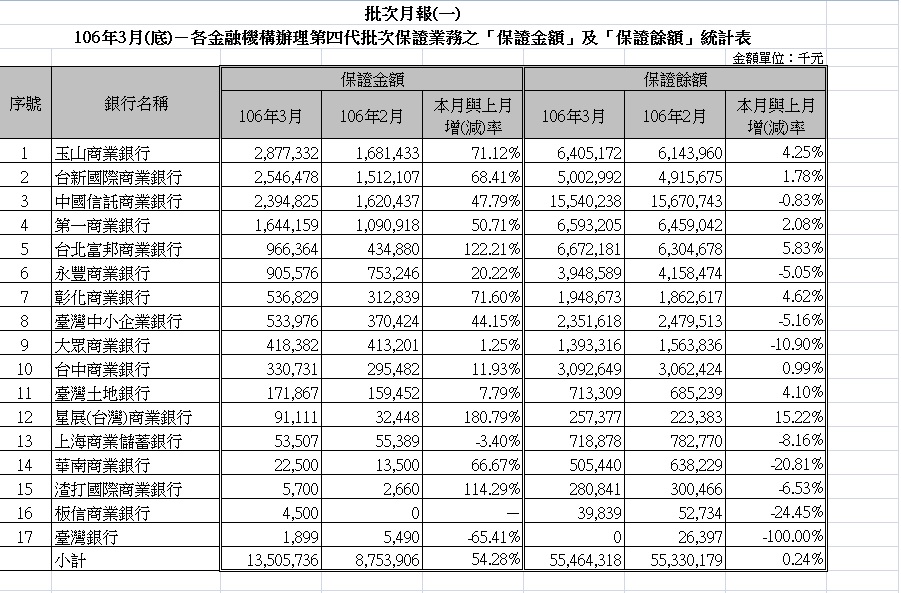 批次月報(一)
106年3月(底)－各金融機構辦理第四代批次保證業務之「保證金額」及「保證餘額」統計表
金額單位：千元
序號 銀行名稱 保證金額 保證餘額
106年3月 106年2月 本月與上月增(減)率 106年3月 106年2月 本月與上月增(減)率
1 玉山商業銀行 2,877,332 1,681,433 71.12% 6,405,172 6,143,960 4.25%
2 台新國際商業銀行 2,546,478 1,512,107 68.41% 5,002,992 4,915,675 1.78%
3 中國信託商業銀行 2,394,825 1,620,437 47.79% 15,540,238 15,670,743 -0.83%
4 第一商業銀行 1,644,159 1,090,918 50.71% 6,593,205 6,459,042 2.08%
5 台北富邦商業銀行 966,364 434,880 122.21% 6,672,181 6,304,678 5.83%
6 永豐商業銀行 905,576 753,246 20.22% 3,948,589 4,158,474 -5.05%
7 彰化商業銀行 536,829 312,839 71.60% 1,948,673 1,862,617 4.62%
8 臺灣中小企業銀行 533,976 370,424 44.15% 2,351,618 2,479,513 -5.16%
9 大眾商業銀行 418,382 413,201 1.25% 1,393,316 1,563,836 -10.90%
10 台中商業銀行 330,731 295,482 11.93% 3,092,649 3,062,424 0.99%
11 臺灣土地銀行 171,867 159,452 7.79% 713,309 685,239 4.10%
12 星展(台灣)商業銀行 91,111 32,448 180.79% 257,377 223,383 15.22%
13 上海商業儲蓄銀行 53,507 55,389 -3.40% 718,878 782,770 -8.16%
14 華南商業銀行 22,500 13,500 66.67% 505,440 638,229 -20.81%
15 渣打國際商業銀行 5,700 2,660 114.29% 280,841 300,466 -6.53%
16 板信商業銀行 4,500 0 — 39,839 52,734 -24.45%
17 臺灣銀行 1,899 5,490 -65.41% 0 26,397 -100.00%
小計 13,505,736 8,753,906 54.28% 55,464,318 55,330,179 0.24%